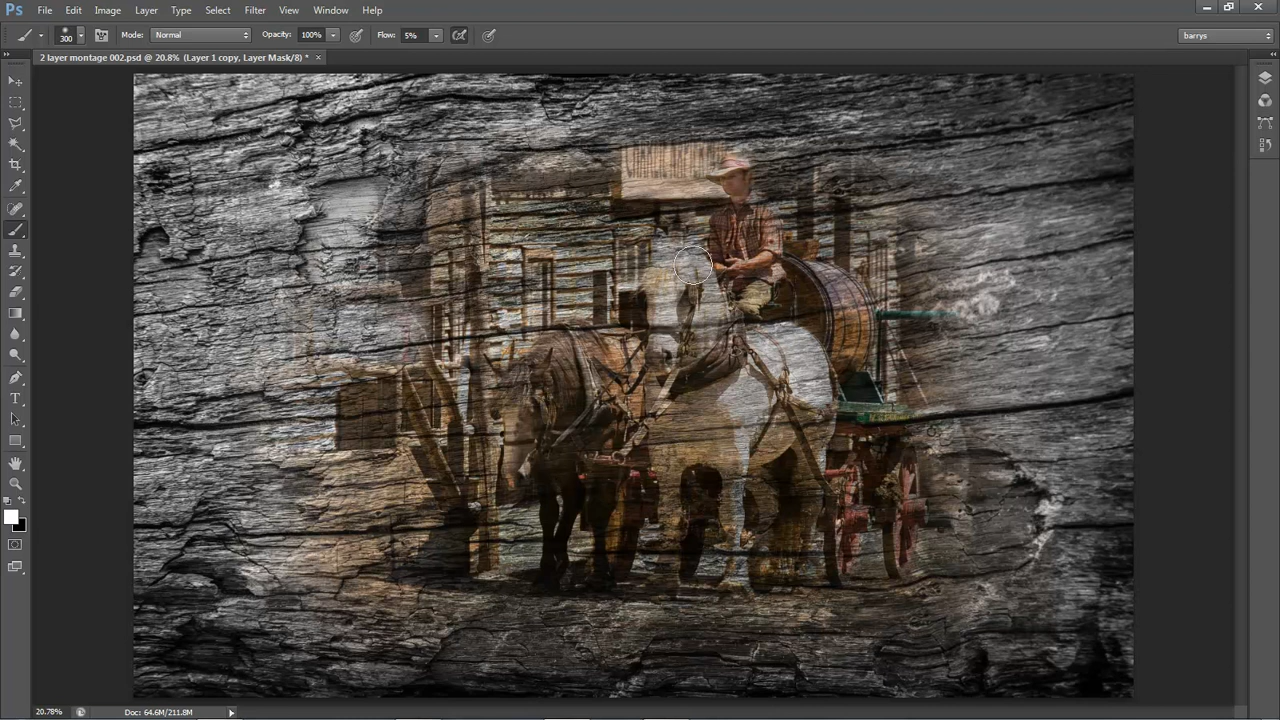 Ps File Edit Image Layer Type Select Filter View Window Help
300 Mode: Normal Opacity: 100% Flow: 5% barrys
2 layer montage 002.psd @ 20.8% (Layer 1 copy, Layer Mask/8) * ×
T
20.78% Doc: 64.6M/211.8M